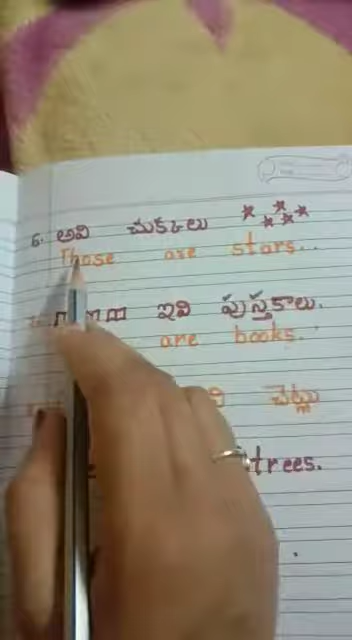 6. అవి చుక్కలు
Those are stars..
ఇవి పుస్తకాలు.
are books.
చెట్లు
trees.